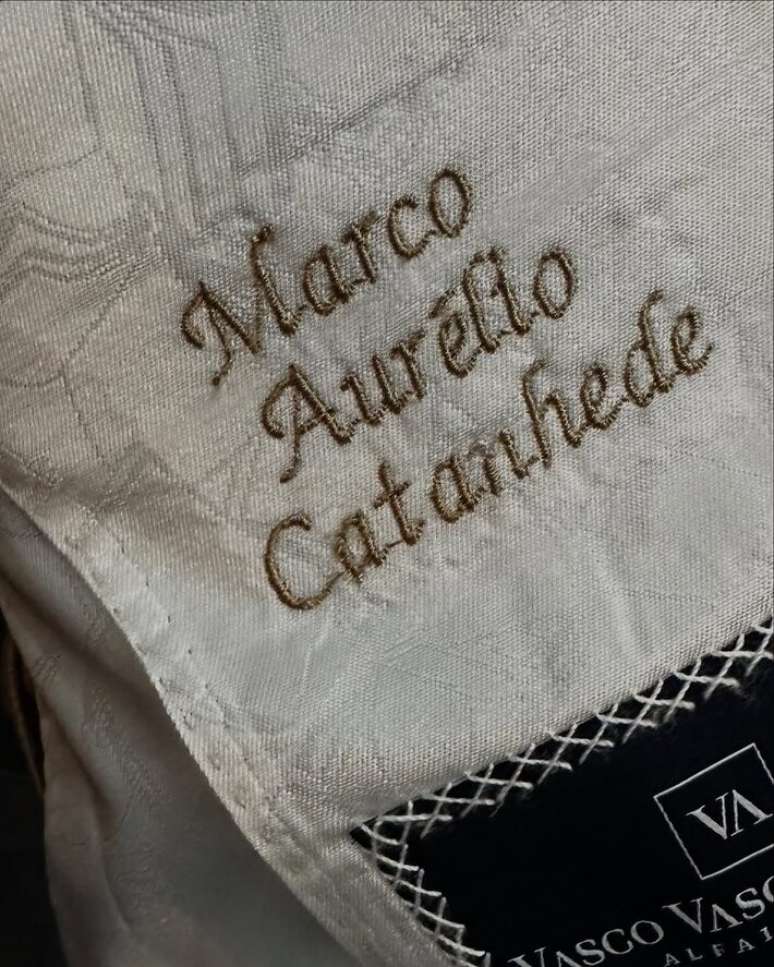 Marco
Aurélio
Catanhede
VA
VASCO